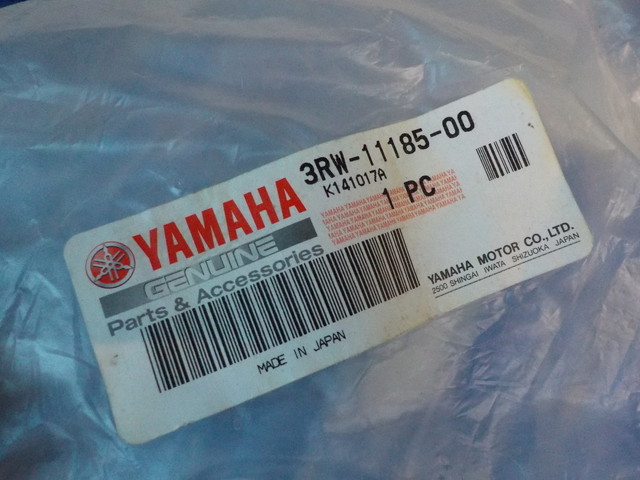 3RW-11185-00
K141017A
1 PC
YAMAHA
GENUINE
Parts & Accessories
MADE IN JAPAN
YAMAHA MOTOR CO., LTD.
2500 SHINGAI IWATA SHIZUOKA JAPAN